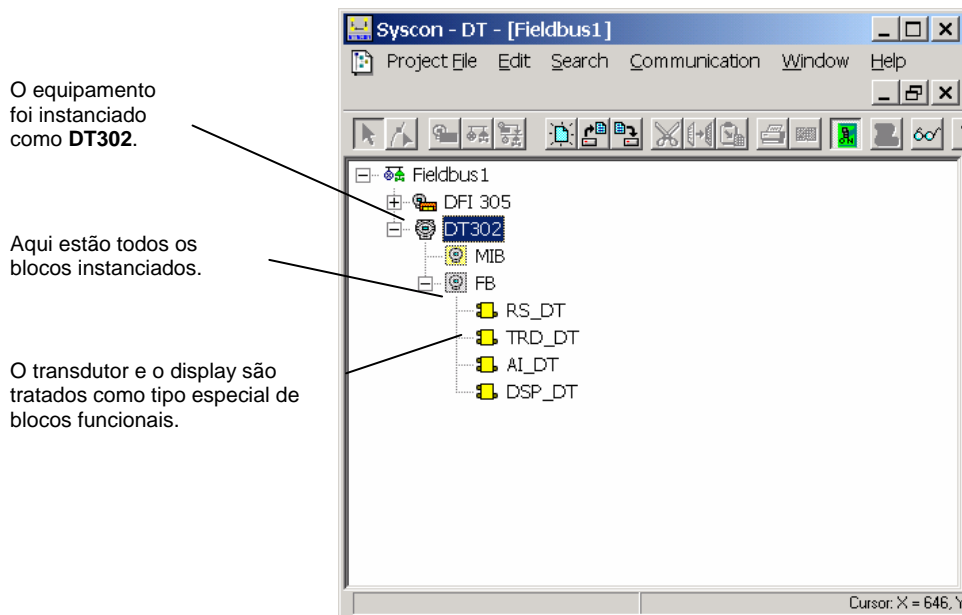 Syscon - DT - [Fieldbus1]
Project File Edit Search Communication Window Help
O equipamento
foi instanciado
como DT302.
Fieldbus1
DFI 305
DT302
MIB
FB
RS_DT
TRD_DT
AI_DT
DSP_DT
Aqui estão todos os
blocos instanciados.
O transdutor e o display são
tratados como tipo especial de
blocos funcionais.
Cursor: X = 646, Y